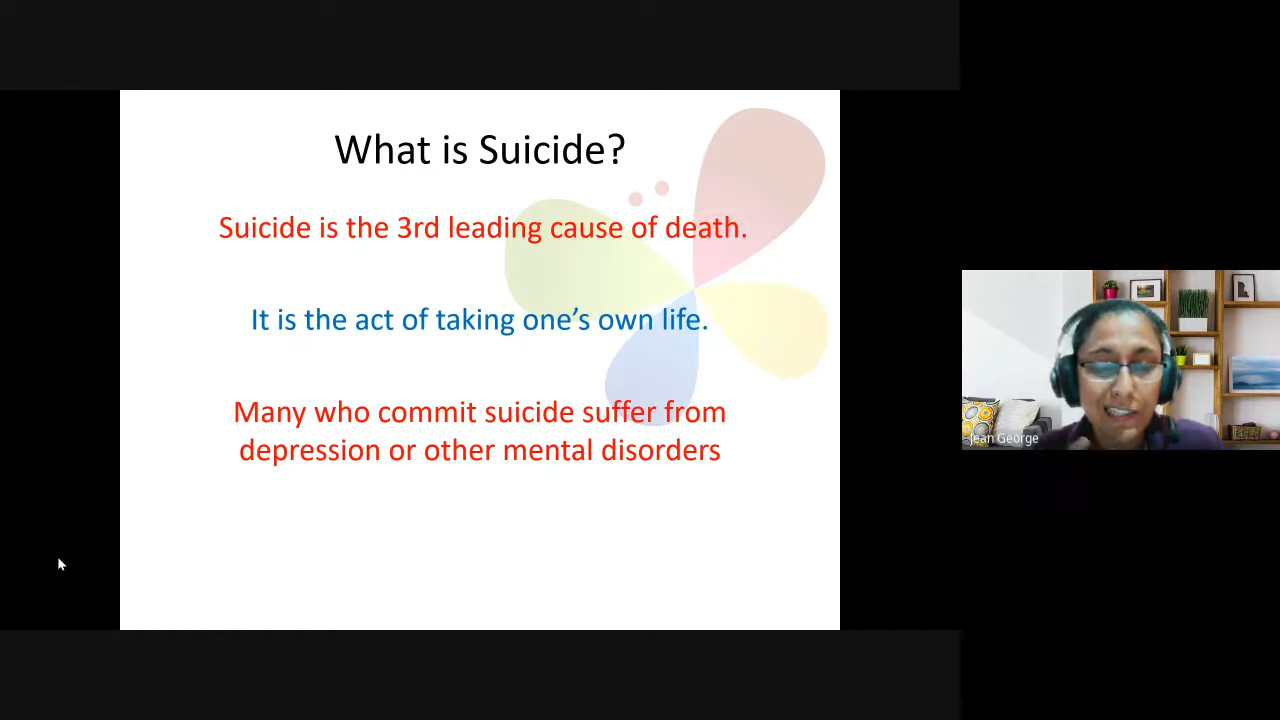 What is Suicide?
Suicide is the 3rd leading cause of death.
It is the act of taking one’s own life.
Many who commit suicide suffer from
depression or other mental disorders
Jean George